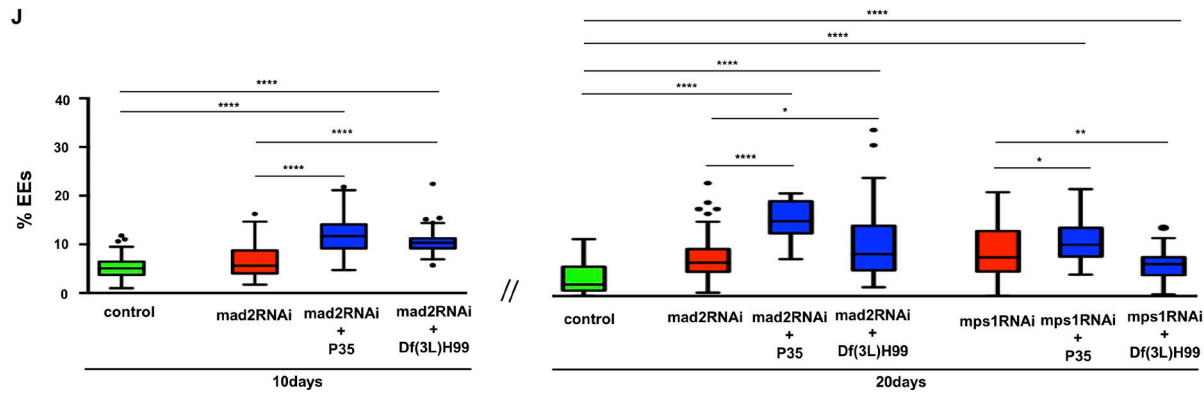 J
****
****
****
****
% EEs
40
30
20
10
0
control
mad2RNAi
mad2RNAi
+
P35
mad2RNAi
+
Df(3L)H99
10days
//
****
****
****
****
*
****
**
*
control
mad2RNAi
mad2RNAi
+
P35
mad2RNAi
+
Df(3L)H99
mps1RNAi
mps1RNAi
+
P35
mps1RNAi
+
Df(3L)H99
20days